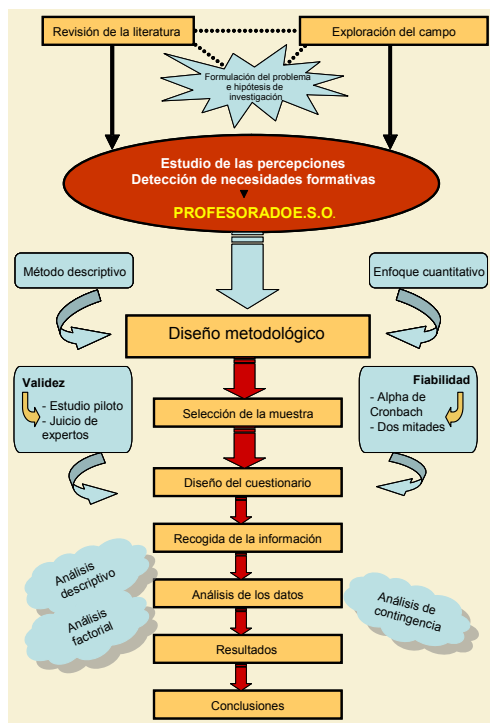 Revisión de la literatura
Exploración del campo
Formulación del problema
e hipótesis de
investigación
Estudio de las percepciones
Detección de necesidades formativas
PROFESORADOE.S.O.
Método descriptivo
Enfoque cuantitativo
Diseño metodológico
Validez
- Estudio piloto
- Juicio de
expertos
Fiabilidad
- Alpha de
Cronbach
- Dos mitades
Selección de la muestra
Diseño del cuestionario
Recogida de la información
Análisis
descriptivo
Análisis
factorial
Análisis de los datos
Análisis de
contingencia
Resultados
Conclusiones